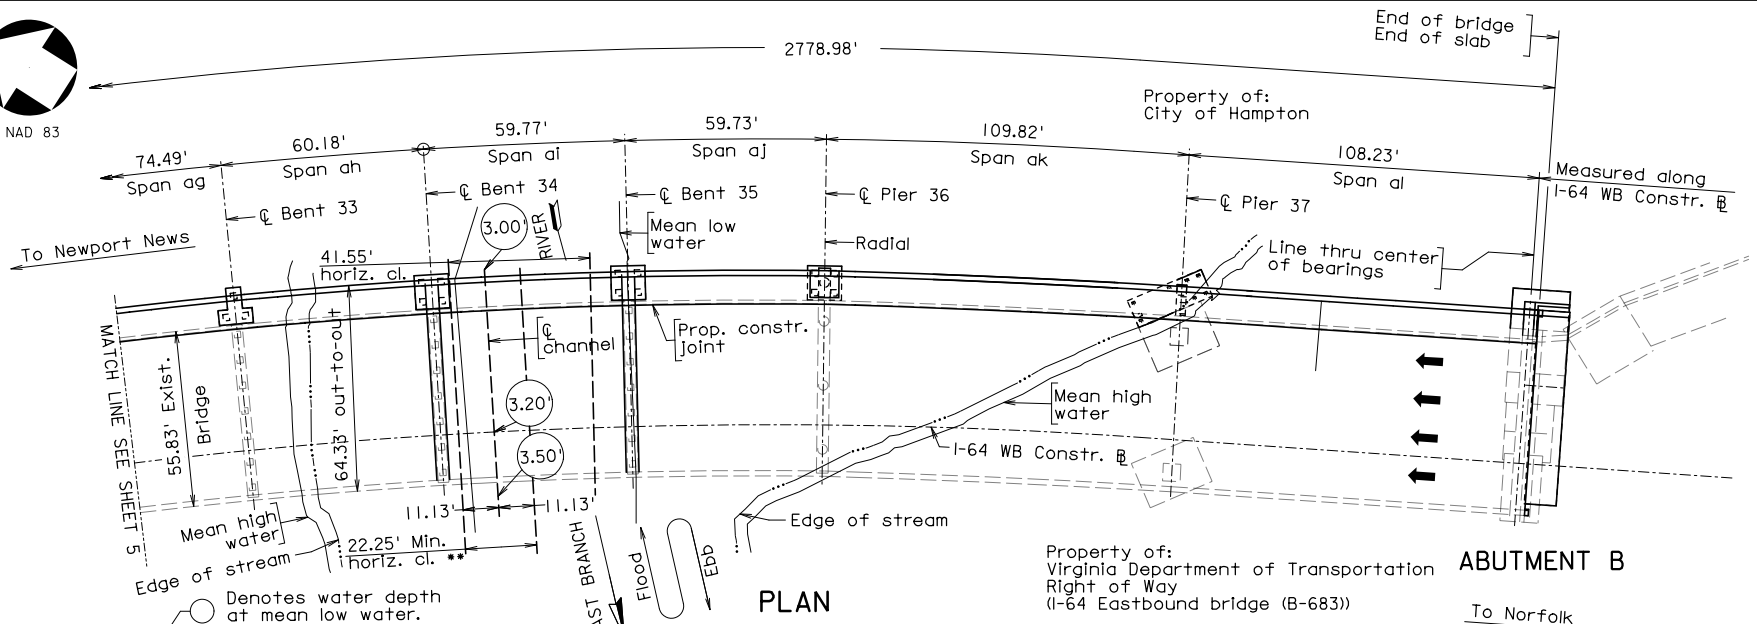 End of bridge
End of slab
2778.98'
NAD 83
Property of:
City of Hampton
74.49'
Span ag
60.18'
Span ah
59.77'
Span ai
59.73'
Span aj
109.82'
Span ak
108.23'
Span al
Measured along
I-64 WB Constr. ℄
℄ Bent 33
℄ Bent 34
℄ Bent 35
℄ Pier 36
℄ Pier 37
To Newport News
3.00'
RIVER
Mean low
water
Radial
Line thru center
of bearings
41.55'
horiz. cl.
MATCH LINE SEE SHEET 5
55.83' Exist.
Bridge
64.33' out-to-out
℄
channel
Prop. constr.
joint
3.20'
3.50'
Mean high
water
I-64 WB Constr. ℄
11.13'
11.13'
Mean high
water
Edge of stream
22.25' Min.
horiz. cl. **
Edge of stream
EAST BRANCH
Flood
Ebb
Denotes water depth
at mean low water.
PLAN
Property of:
Virginia Department of Transportation
Right of Way
(I-64 Eastbound bridge (B-683))
ABUTMENT B
To Norfolk